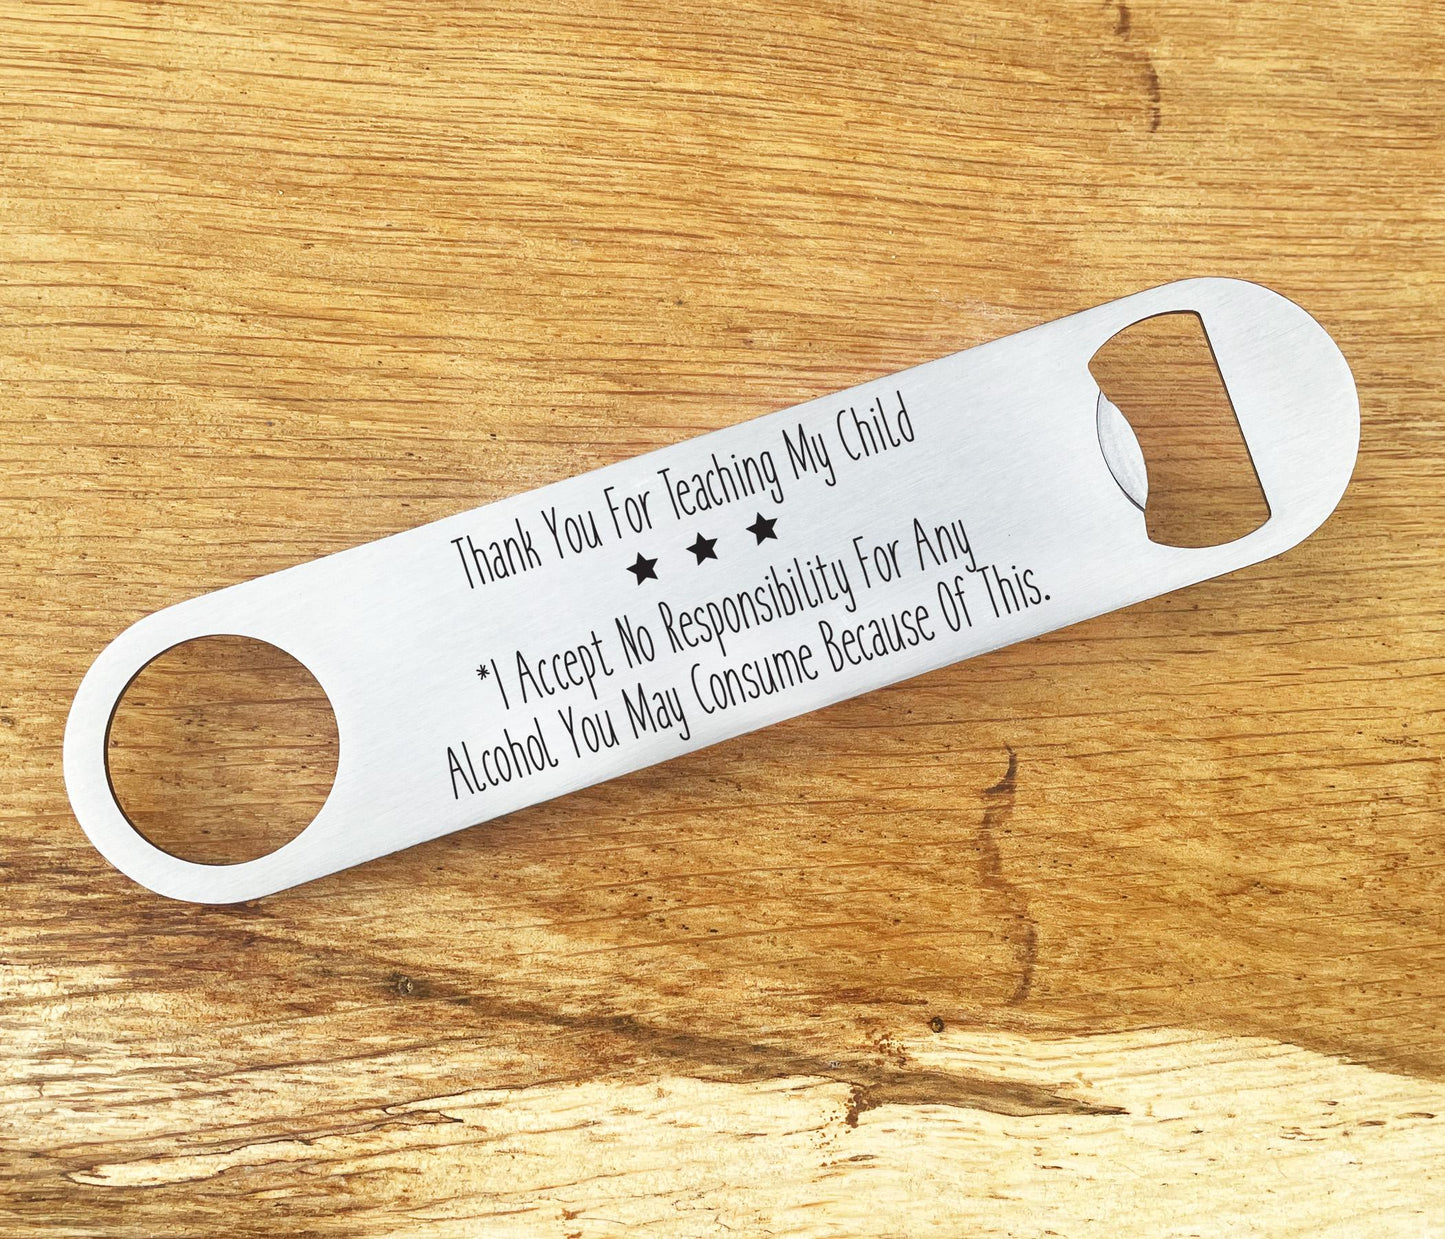 Thank You For Teaching My Child
★ ★ ★
*I Accept No Responsibility For Any
Alcohol You May Consume Because Of This.